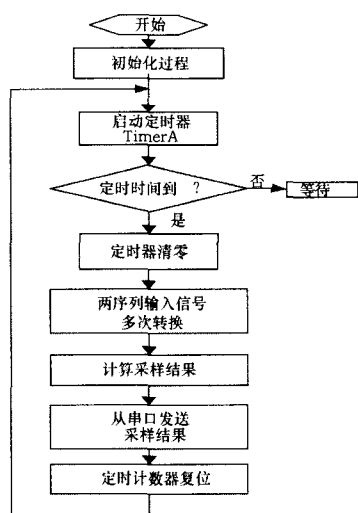 开始
初始化过程
启动定时器
TimerA
定时时间到 ?
否
等待
是
定时器清零
两序列输入信号
多次转换
计算采样结果
从串口发送
采样结果
定时计数器复位